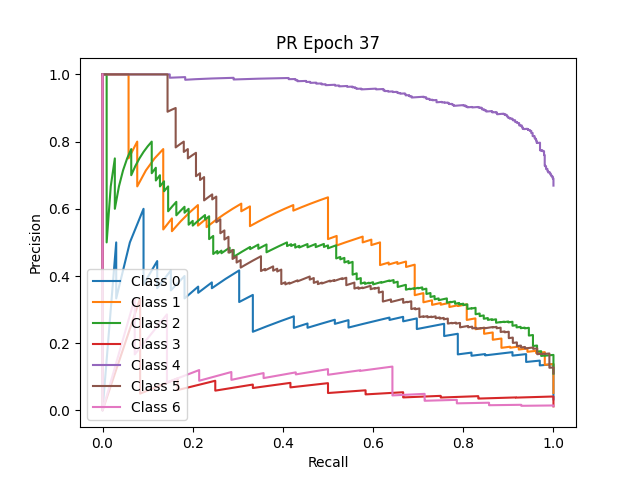 PR Epoch 37
Precision
1.0
0.8
0.6
0.4
0.2
0.0
Class 0
Class 1
Class 2
Class 3
Class 4
Class 5
Class 6
0.0 0.2 0.4 0.6 0.8 1.0
Recall